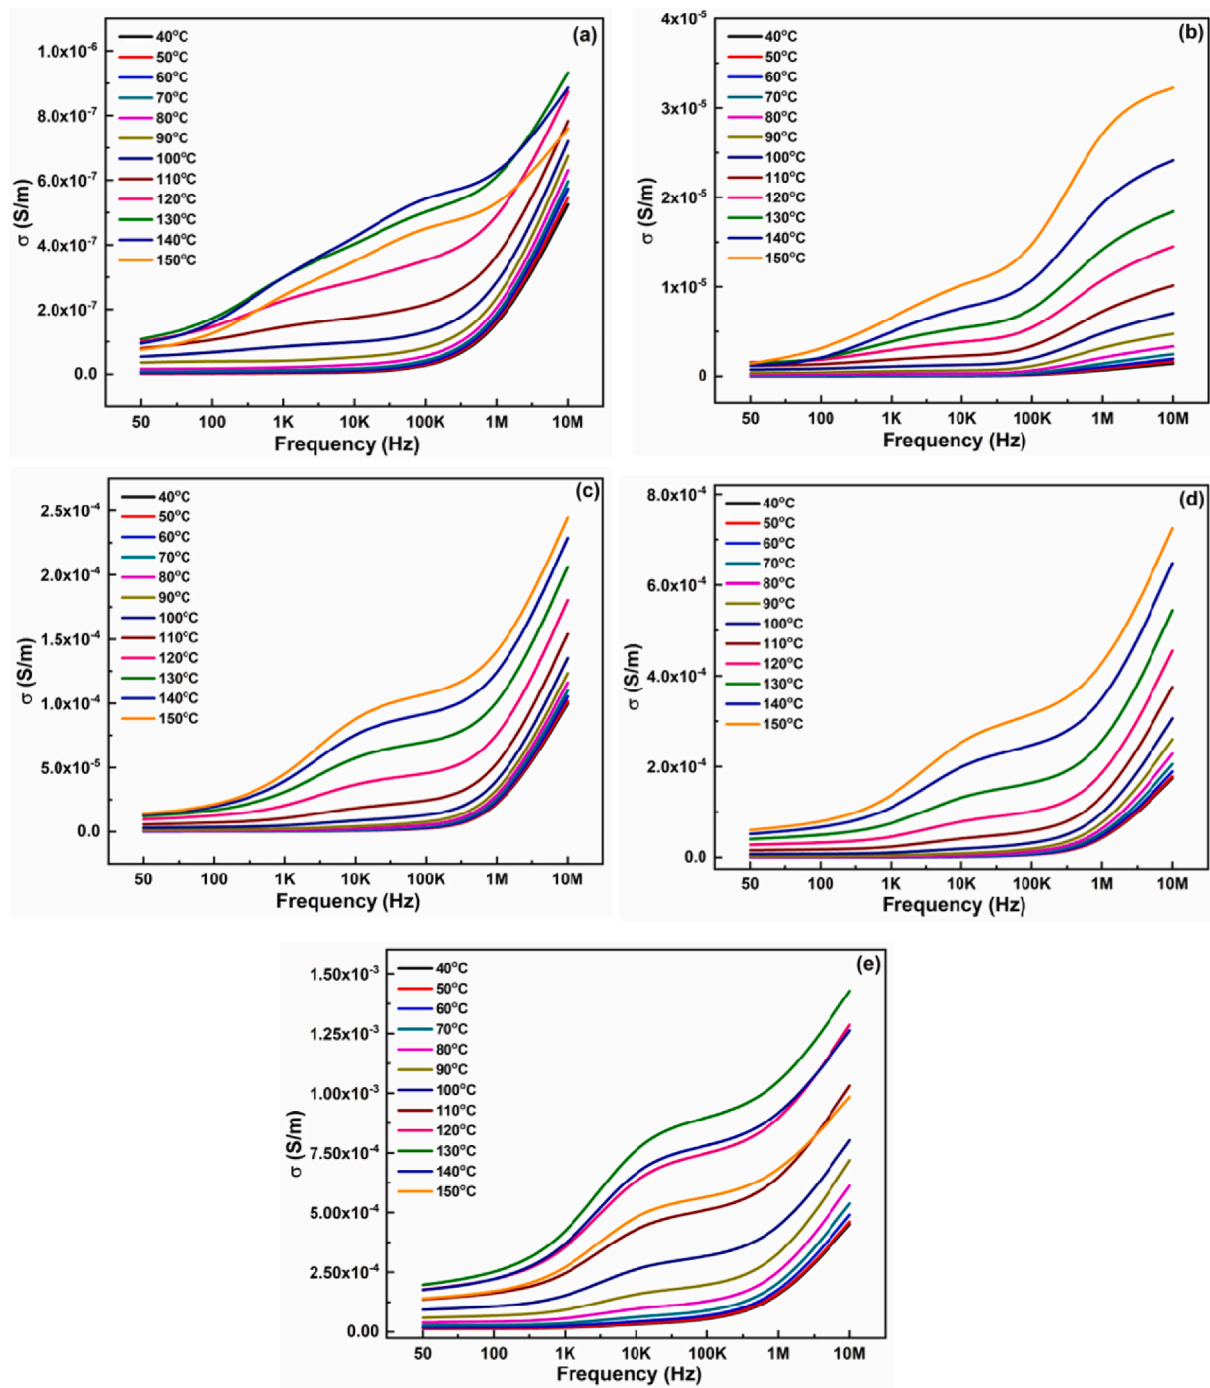 (a)
40°C
50°C
60°C
70°C
80°C
90°C
100°C
110°C
120°C
130°C
140°C
150°C
1.0x10⁻⁶
8.0x10⁻⁷
6.0x10⁻⁷
4.0x10⁻⁷
2.0x10⁻⁷
0.0
σ (S/m)
50 100 1K 10K 100K 1M 10M
Frequency (Hz)
(b)
40°C
50°C
60°C
70°C
80°C
90°C
100°C
110°C
120°C
130°C
140°C
150°C
4x10⁻⁵
3x10⁻⁵
2x10⁻⁵
1x10⁻⁵
0
σ (S/m)
50 100 1K 10K 100K 1M 10M
Frequency (Hz)
(c)
40°C
50°C
60°C
70°C
80°C
90°C
100°C
110°C
120°C
130°C
140°C
150°C
2.5x10⁻⁴
2.0x10⁻⁴
1.5x10⁻⁴
1.0x10⁻⁴
5.0x10⁻⁵
0.0
σ (S/m)
50 100 1K 10K 100K 1M 10M
Frequency (Hz)
(d)
40°C
50°C
60°C
70°C
80°C
90°C
100°C
110°C
120°C
130°C
140°C
150°C
8.0x10⁻⁴
6.0x10⁻⁴
4.0x10⁻⁴
2.0x10⁻⁴
0.0
σ (S/m)
50 100 1K 10K 100K 1M 10M
Frequency (Hz)
(e)
40°C
50°C
60°C
70°C
80°C
90°C
100°C
110°C
120°C
130°C
140°C
150°C
1.50x10⁻³
1.25x10⁻³
1.00x10⁻³
7.50x10⁻⁴
5.00x10⁻⁴
2.50x10⁻⁴
0.00
σ (S/m)
50 100 1K 10K 100K 1M 10M
Frequency (Hz)